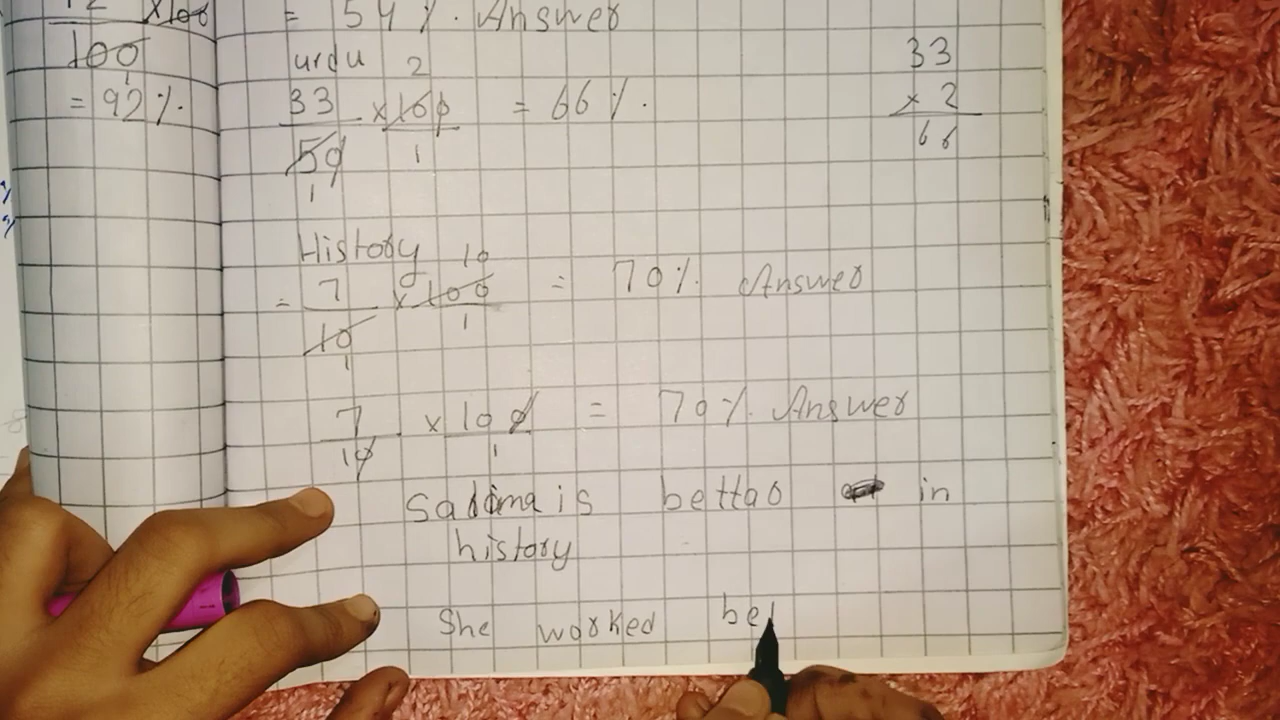 100
= 92 %.
= 54 %. Answer
urdu 2
33 × 100 = 66 %.
50 1
1
33
× 2
66
History 10
= 7 × 100 = 70 %. Answer
10 1
1
7 × 100 = 70 %. Answer
10 1
Sadima is bettao in
history
She worked be